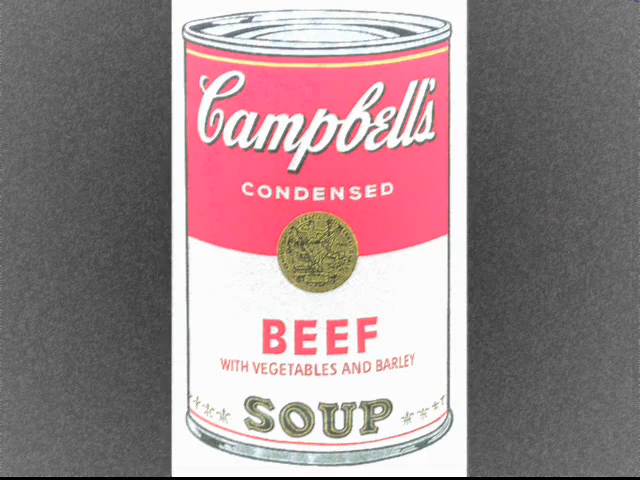 Campbell's
CONDENSED
BEEF
WITH VEGETABLES AND BARLEY
SOUP